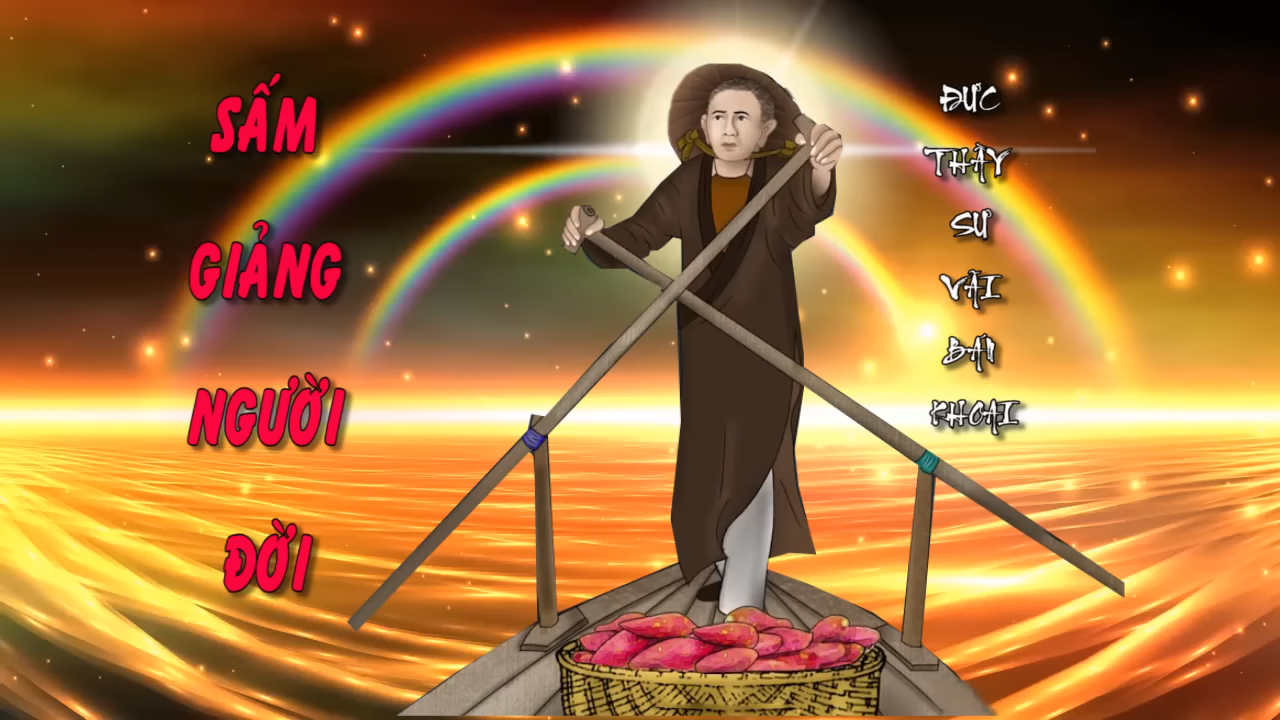 SẤM
GIẢNG
NGƯỜI
ĐỜI
ĐỨC
THẦY
SƯ
VÃI
BÁN
KHOAI